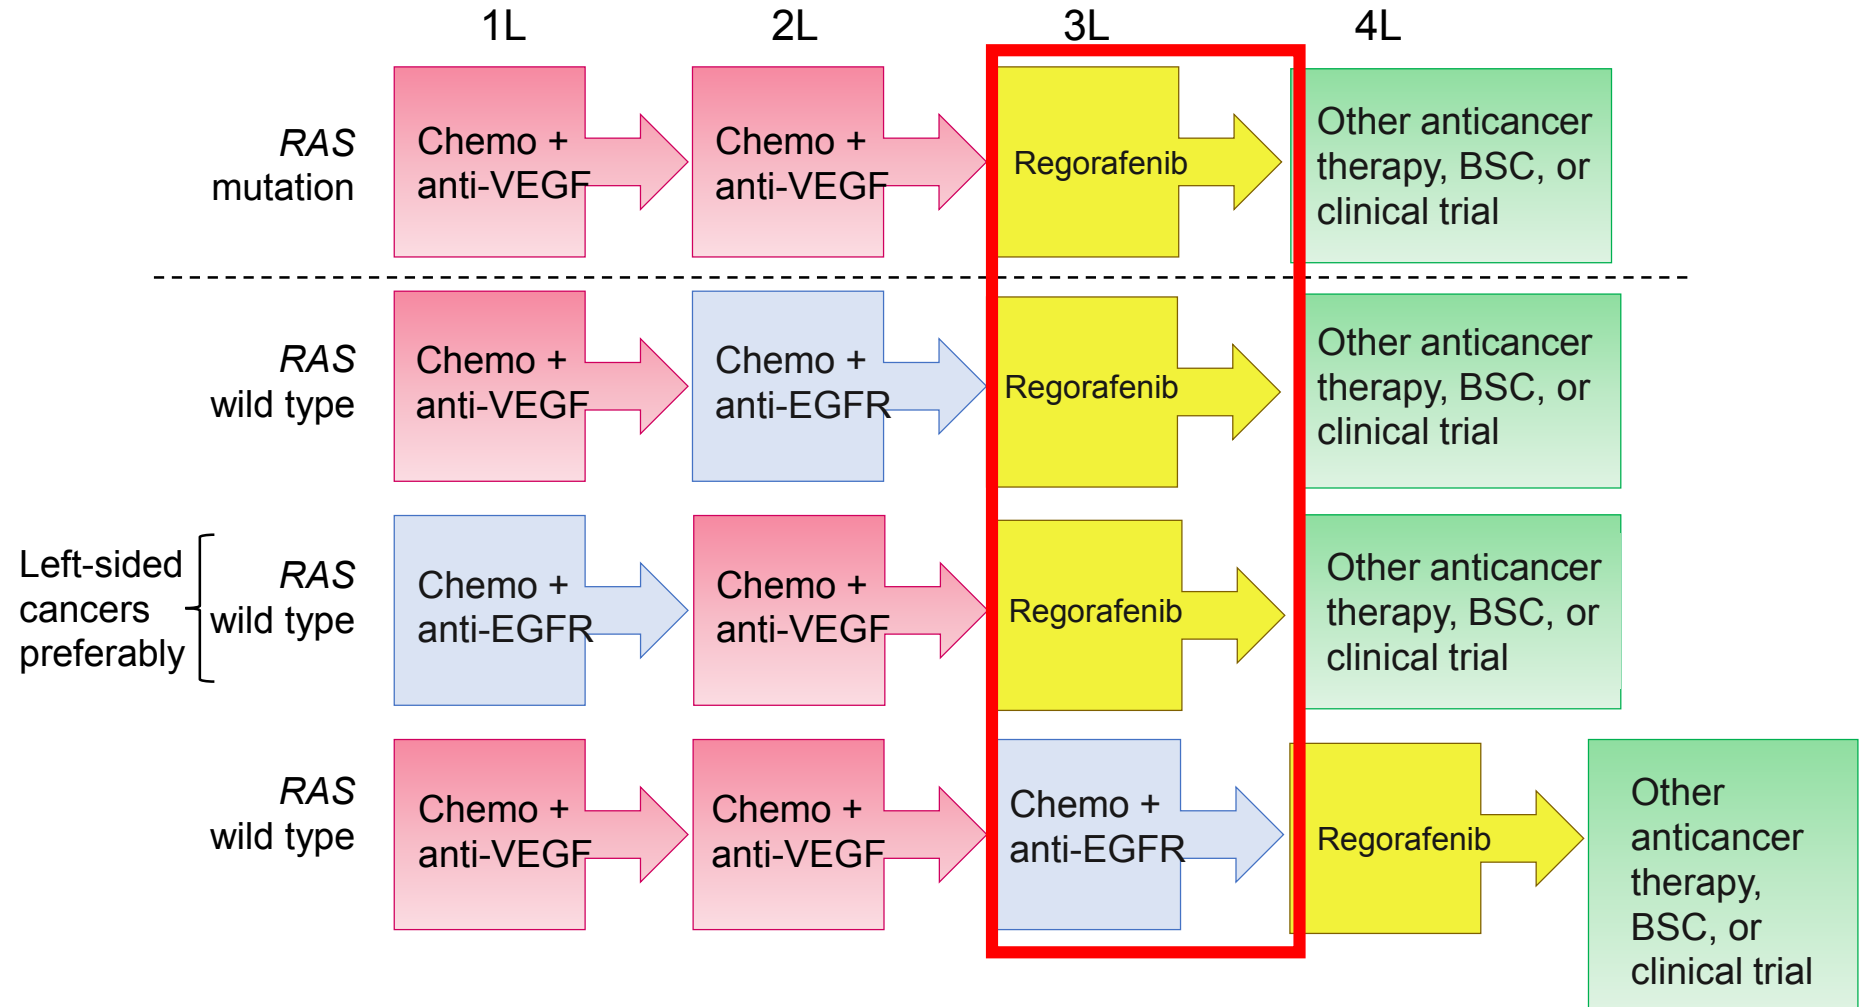 1L
2L
3L
4L
RAS
mutation
Chemo +
anti-VEGF
Chemo +
anti-VEGF
Regorafenib
Other anticancer
therapy, BSC, or
clinical trial
RAS
wild type
Chemo +
anti-VEGF
Chemo +
anti-EGFR
Regorafenib
Other anticancer
therapy, BSC, or
clinical trial
Left-sided
cancers
preferably
RAS
wild type
Chemo +
anti-EGFR
Chemo +
anti-VEGF
Regorafenib
Other anticancer
therapy, BSC, or
clinical trial
RAS
wild type
Chemo +
anti-VEGF
Chemo +
anti-VEGF
Chemo +
anti-EGFR
Regorafenib
Other
anticancer
therapy,
BSC, or
clinical trial